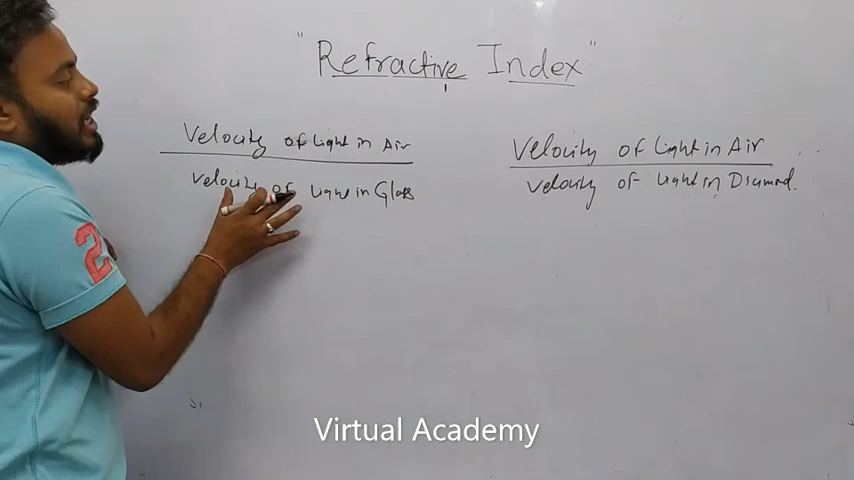 "Refractive Index"
Velocity of Light in Air
Velocity of Light in Glass
Velocity of Light in Air
Velocity of Light in Diamond.
2
Virtual Academy